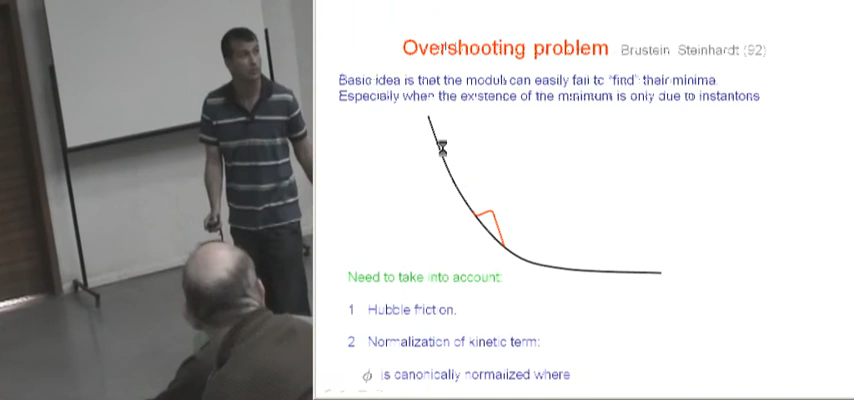 Overshooting problem Brustein Steinhardt (92)
Basic idea is that the moduli can easily fail to "find" their minima.
Especially when the existence of the minimum is only due to instantons
Need to take into account:
1 Hubble friction.
2 Normalization of kinetic term:
ϕ is canonically normalized where